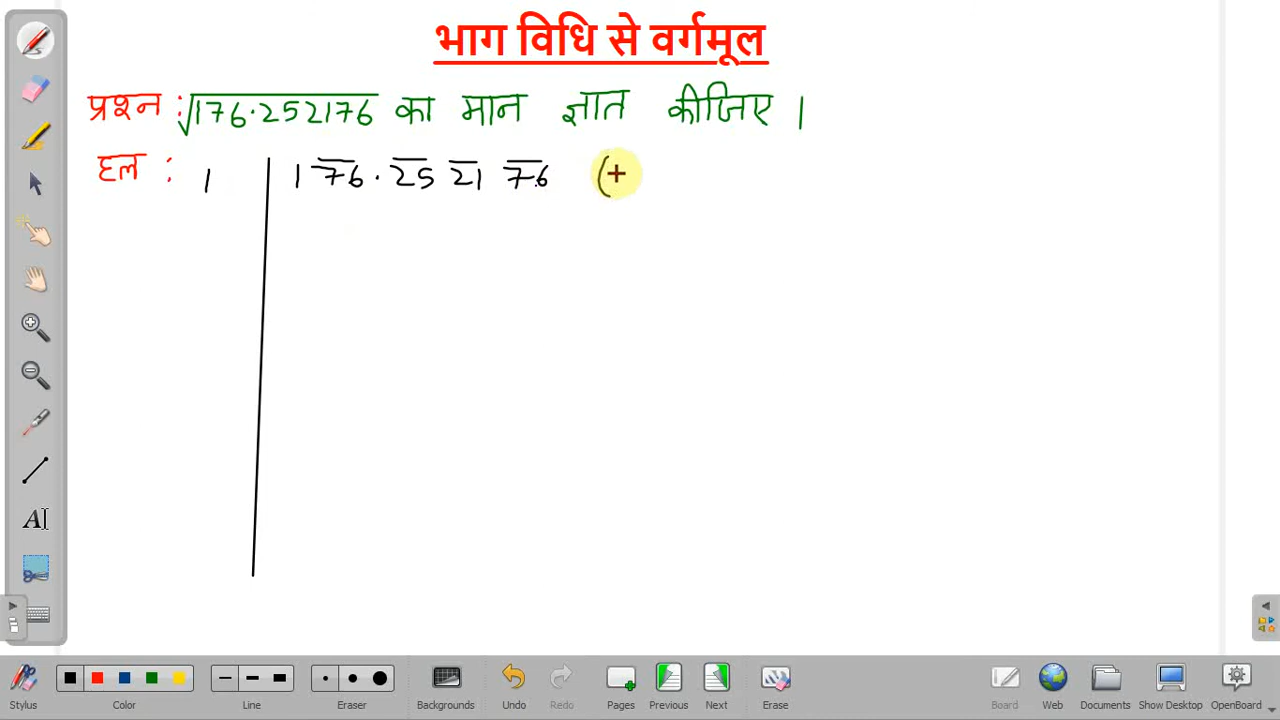 भाग विधि से वर्गमूल
प्रश्न : √176.252176 का मान ज्ञात कीजिए ।
हल : 1 | 1 76 . 25 21 76 (
AI
Stylus Color Line Eraser Backgrounds Undo Redo Pages Previous Next Erase Board Web Documents Show Desktop OpenBoard